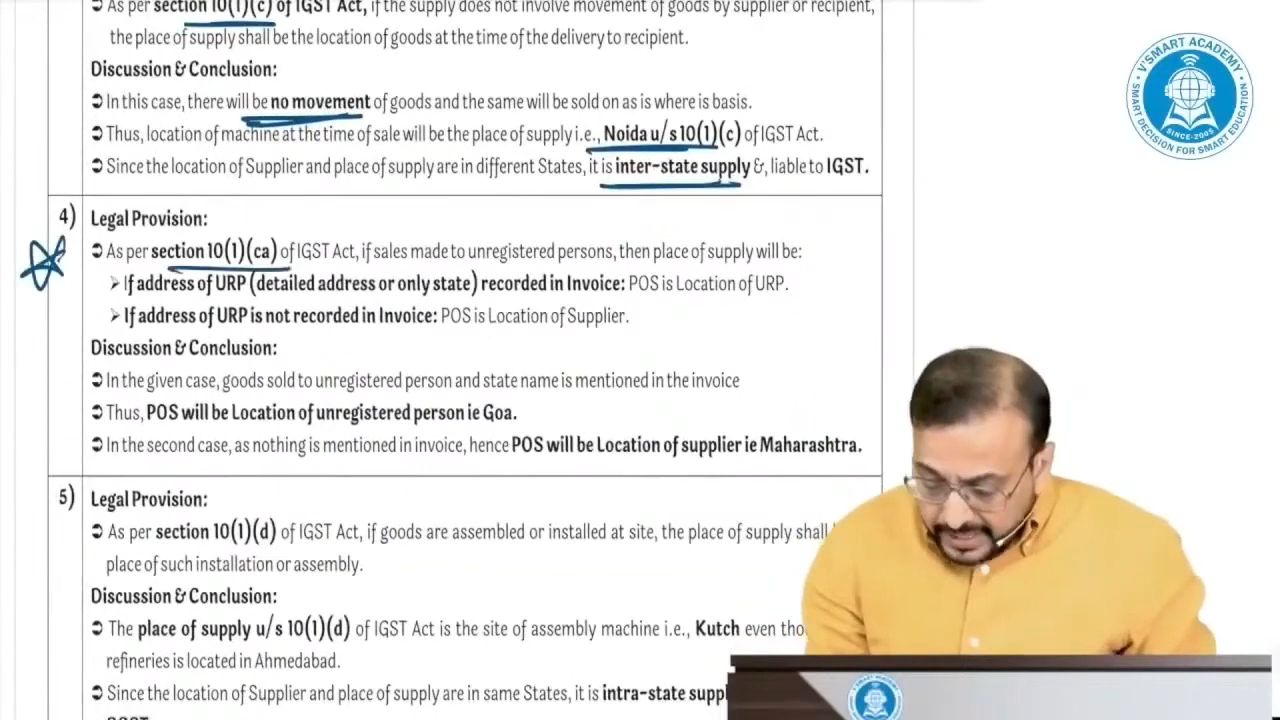 As per section 10(1)(c) of IGST Act, if the supply does not involve movement of goods by supplier or recipient,
the place of supply shall be the location of goods at the time of the delivery to recipient.
Discussion & Conclusion:
➲ In this case, there will be no movement of goods and the same will be sold on as is where is basis.
➲ Thus, location of machine at the time of sale will be the place of supply i.e., Noida u/s 10(1)(c) of IGST Act.
➲ Since the location of Supplier and place of supply are in different States, it is inter-state supply &, liable to IGST.
4) Legal Provision:
➲ As per section 10(1)(ca) of IGST Act, if sales made to unregistered persons, then place of supply will be:
➢ If address of URP (detailed address or only state) recorded in Invoice: POS is Location of URP.
➢ If address of URP is not recorded in Invoice: POS is Location of Supplier.
Discussion & Conclusion:
➲ In the given case, goods sold to unregistered person and state name is mentioned in the invoice
➲ Thus, POS will be Location of unregistered person ie Goa.
➲ In the second case, as nothing is mentioned in invoice, hence POS will be Location of supplier ie Maharashtra.
5) Legal Provision:
➲ As per section 10(1)(d) of IGST Act, if goods are assembled or installed at site, the place of supply shall
place of such installation or assembly.
Discussion & Conclusion:
➲ The place of supply u/s 10(1)(d) of IGST Act is the site of assembly machine i.e., Kutch even tho
refineries is located in Ahmedabad.
➲ Since the location of Supplier and place of supply are in same States, it is intra-state suppl
V'SMART ACADEMY
SINCE-2005
SMART DECISION FOR SMART EDUCATION